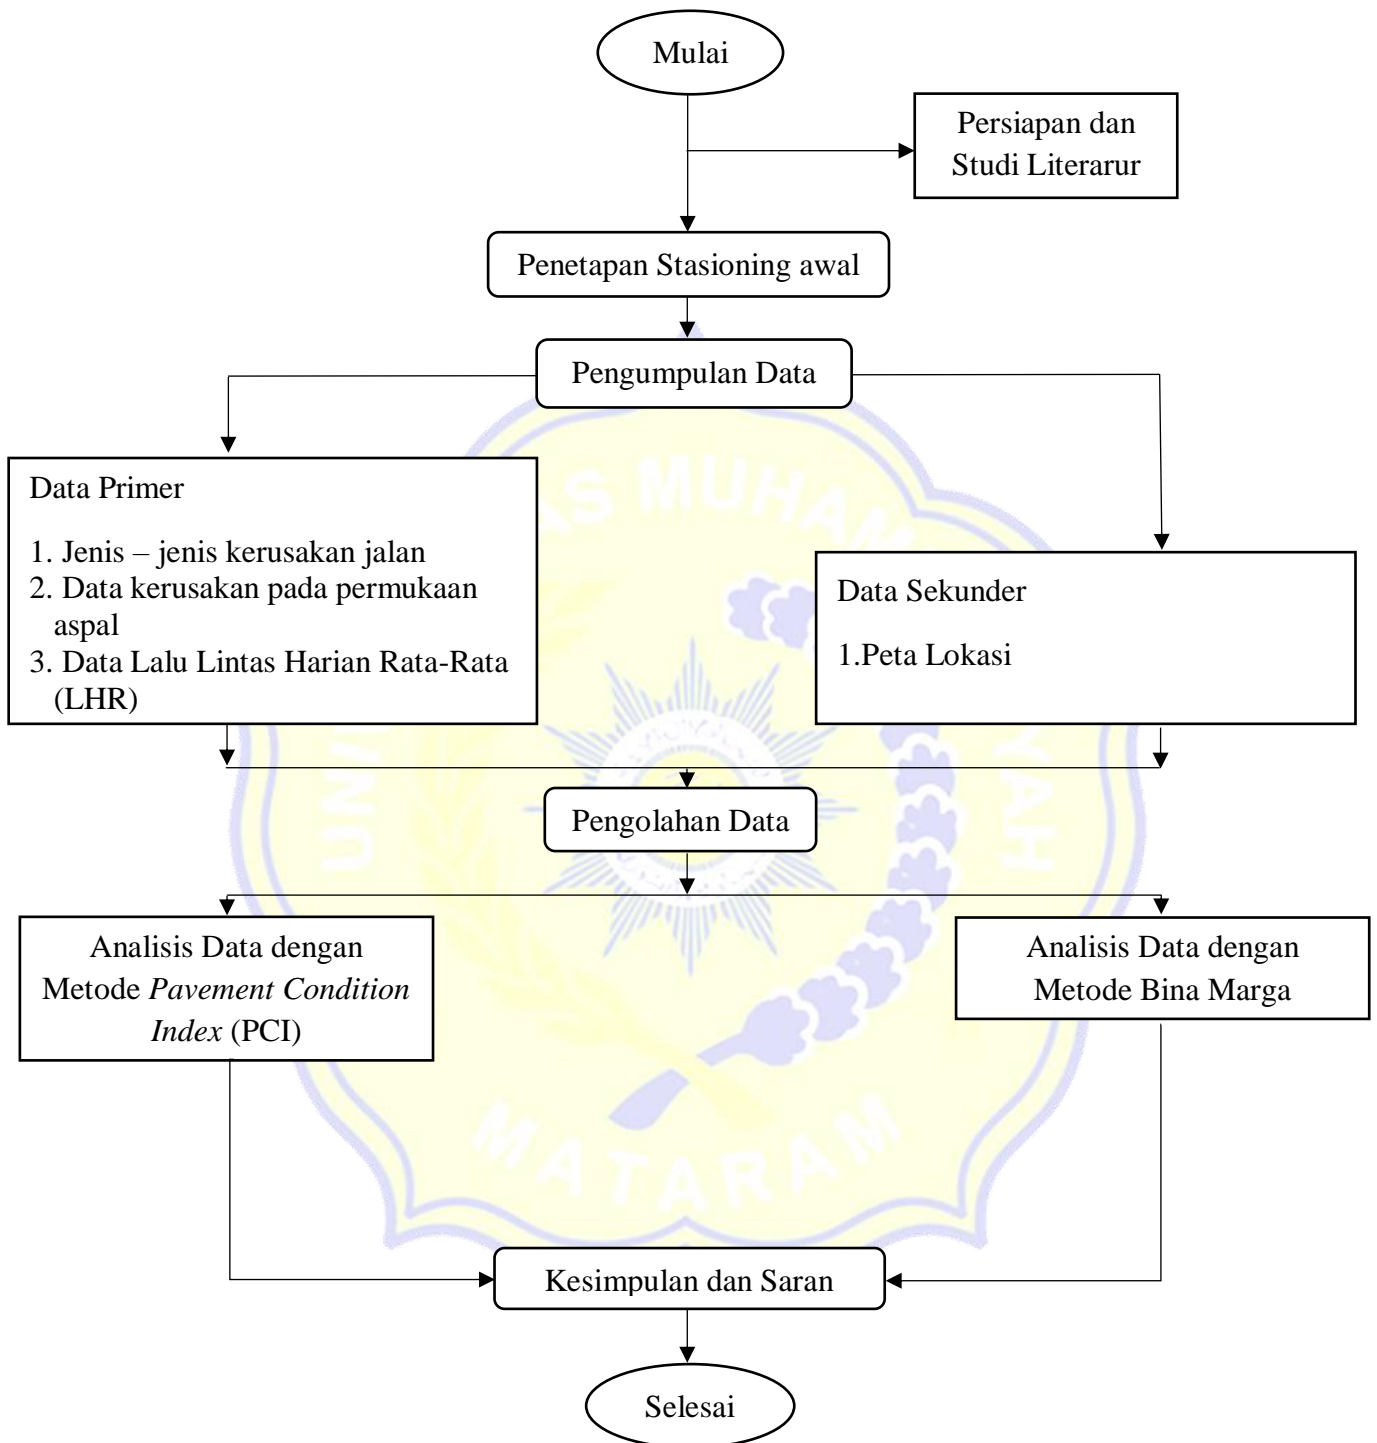 Mulai
Persiapan dan
Studi Literarur
Penetapan Stasioning awal
Pengumpulan Data
Data Primer
1. Jenis – jenis kerusakan jalan
2. Data kerusakan pada permukaan
aspal
3. Data Lalu Lintas Harian Rata-Rata
(LHR)
Data Sekunder
1.Peta Lokasi
Pengolahan Data
Analisis Data dengan
Metode Pavement Condition
Index (PCI)
Analisis Data dengan
Metode Bina Marga
Kesimpulan dan Saran
Selesai
MATARAM